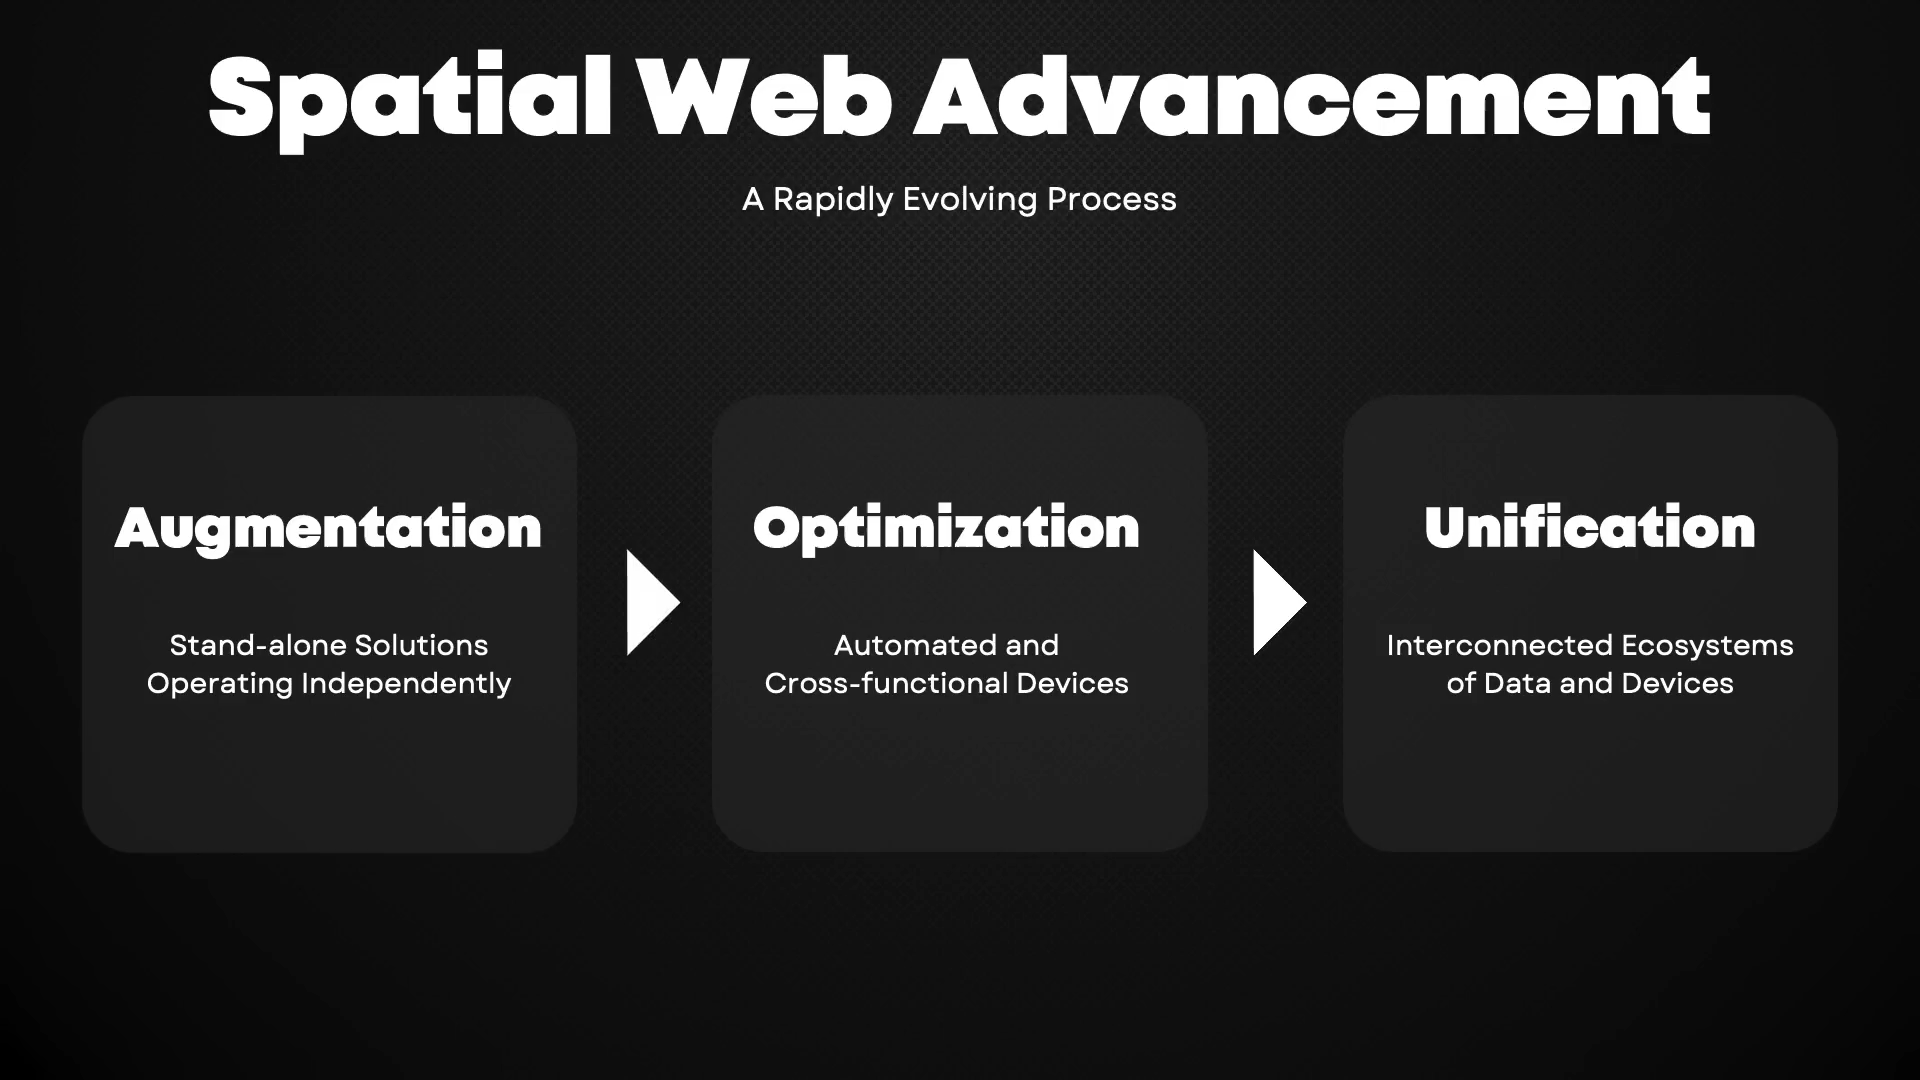 Spatial Web Advancement
A Rapidly Evolving Process
Augmentation
Stand-alone Solutions
Operating Independently
Optimization
Automated and
Cross-functional Devices
Unification
Interconnected Ecosystems
of Data and Devices